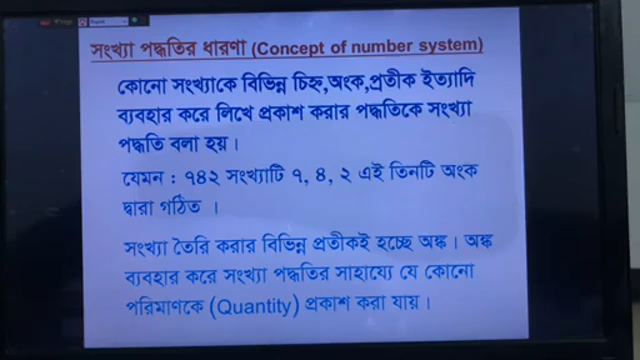 সংখ্যা পদ্ধতির ধারণা (Concept of number system)
কোনো সংখ্যাকে বিভিন্ন চিহ্ন,অংক,প্রতীক ইত্যাদি
ব্যবহার করে লিখে প্রকাশ করার পদ্ধতিকে সংখ্যা
পদ্ধতি বলা হয়।
যেমন : ৭৪২ সংখ্যাটি ৭, ৪, ২ এই তিনটি অংক
দ্বারা গঠিত ।
সংখ্যা তৈরি করার বিভিন্ন প্রতীকই হচ্ছে অঙ্ক। অঙ্ক
ব্যবহার করে সংখ্যা পদ্ধতির সাহায্যে যে কোনো
পরিমাণকে (Quantity) প্রকাশ করা যায়।